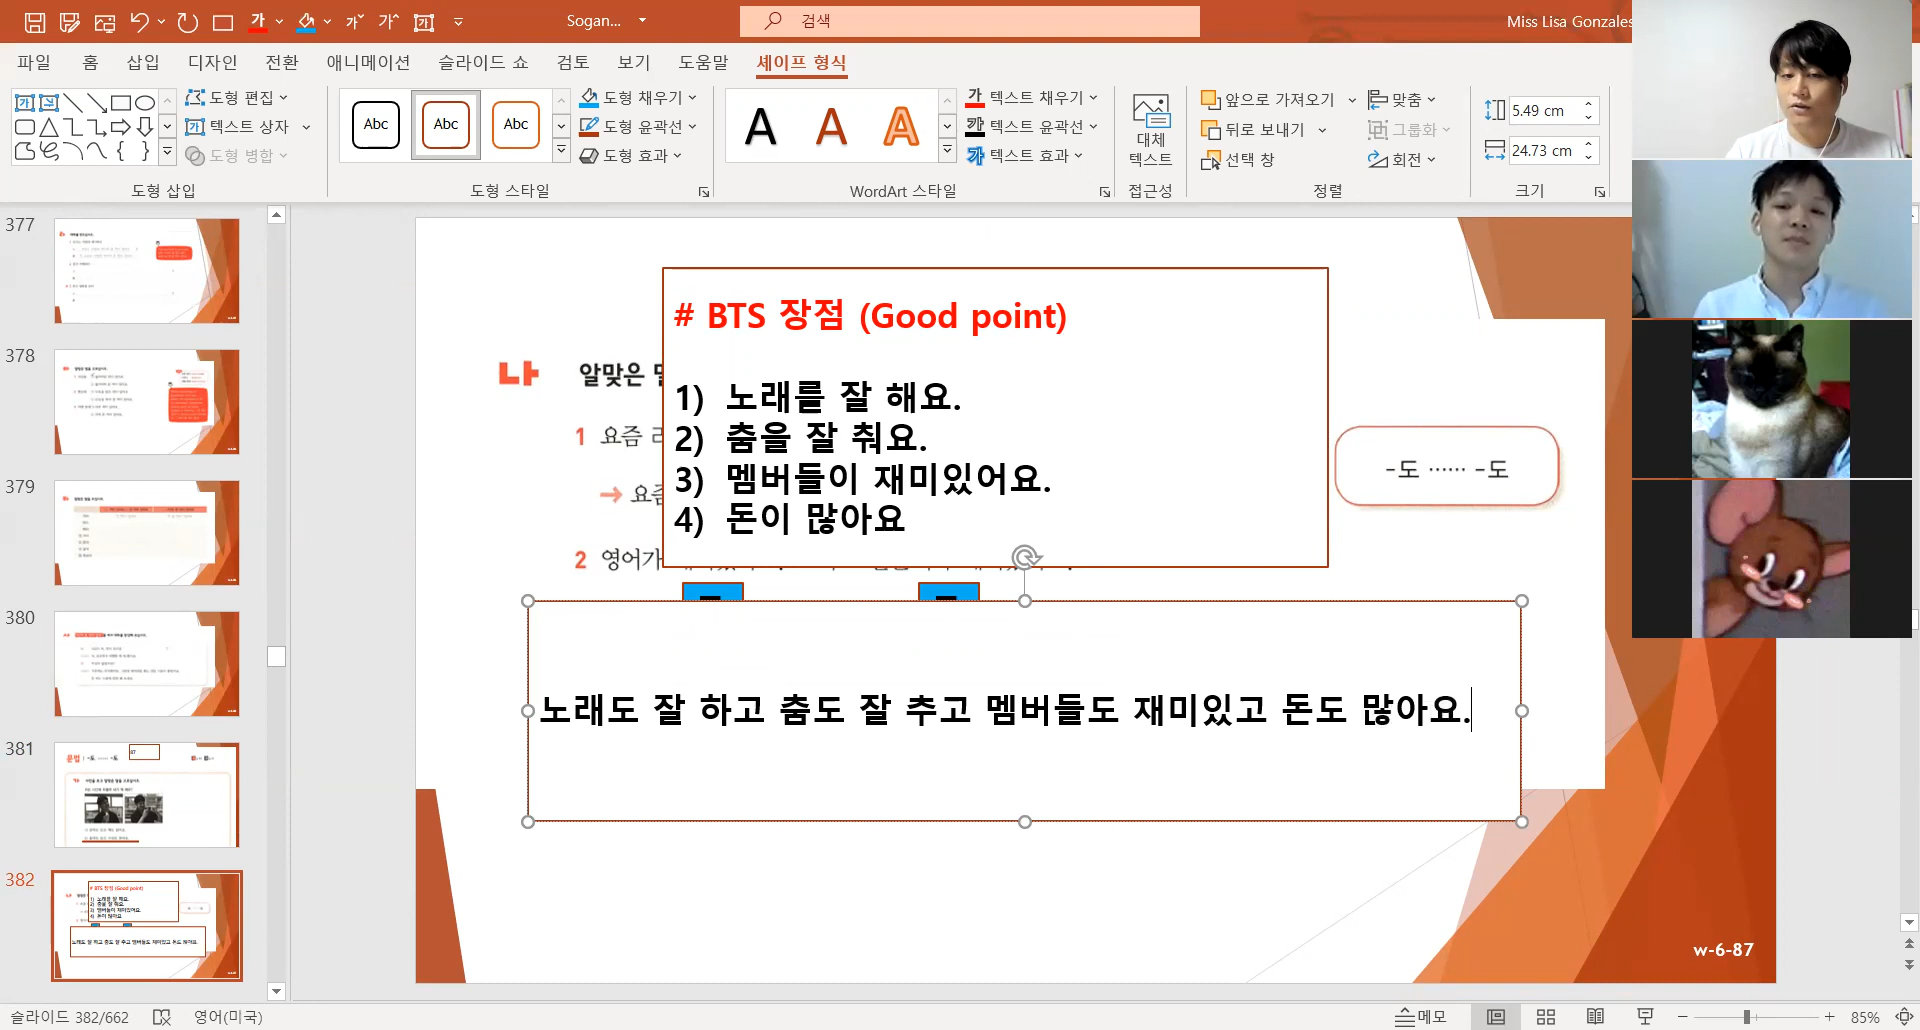 Sogan...
검색
Miss Lisa Gonzales
파일 홈 삽입 디자인 전환 애니메이션 슬라이드 쇼 검토 보기 도움말 셰이프 형식
도형 편집
텍스트 상자
도형 병합
도형 삽입
Abc Abc Abc
도형 채우기
도형 윤곽선
도형 효과
도형 스타일
A A A
텍스트 채우기
텍스트 윤곽선
텍스트 효과
WordArt 스타일
대체
텍스트
접근성
앞으로 가져오기
뒤로 보내기
선택 창
맞춤
그룹화
회전
정렬
5.49 cm
24.73 cm
크기
377
378
379
380
381
382
# BTS 장점 (Good point)
1) 노래를 잘 해요.
2) 춤을 잘 춰요.
3) 멤버들이 재미있어요.
4) 돈이 많아요
나 알맞은
1 요즘
→ 요즘
2 영어가
-도 ······ -도
노래도 잘 하고 춤도 잘 추고 멤버들도 재미있고 돈도 많아요.
w-6-87
슬라이드 382/662
영어(미국)
메모
85%